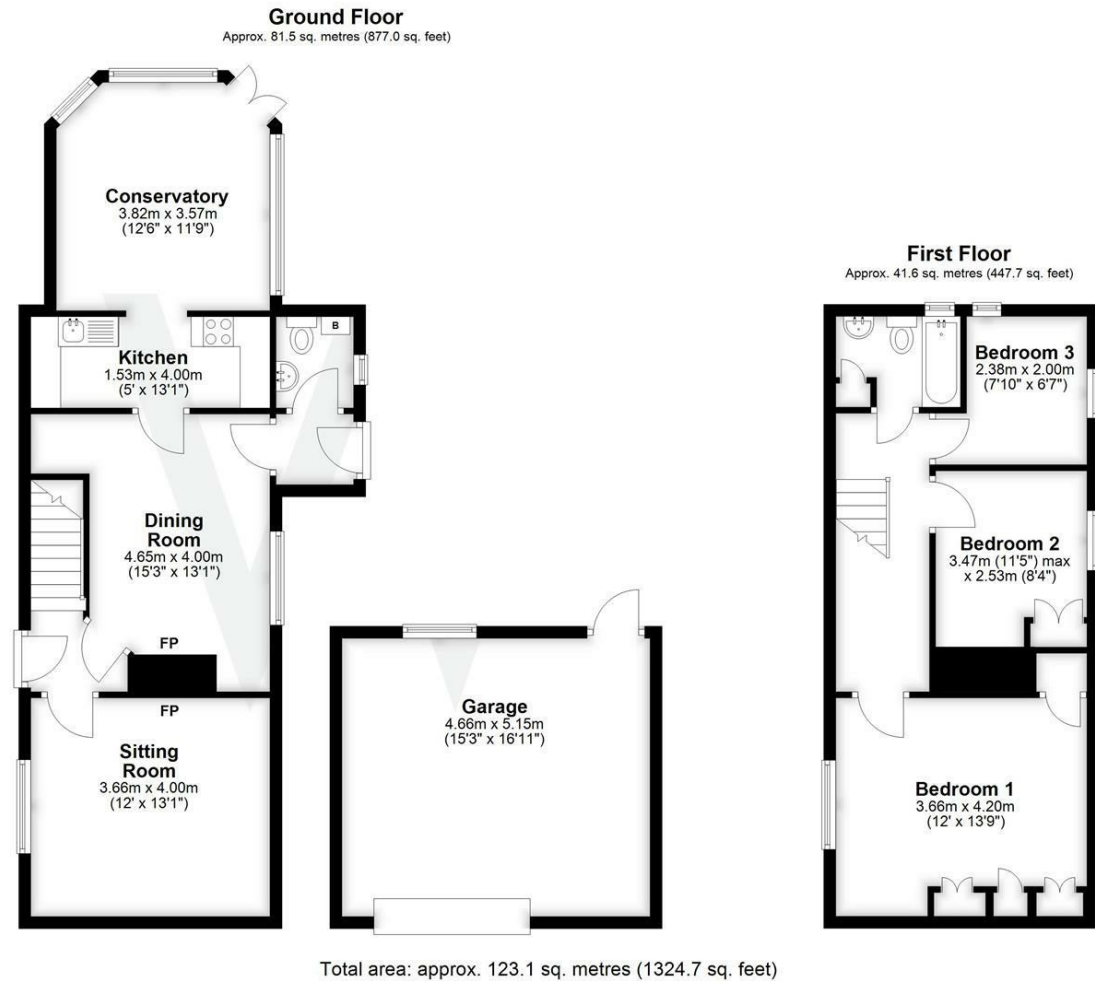 Ground Floor
Approx. 81.5 sq. metres (877.0 sq. feet)
Conservatory
3.82m x 3.57m
(12'6" x 11'9")
B
Kitchen
1.53m x 4.00m
(5' x 13'1")
Dining
Room
4.65m x 4.00m
(15'3" x 13'1")
FP
FP
Sitting
Room
3.66m x 4.00m
(12' x 13'1")
Garage
4.66m x 5.15m
(15'3" x 16'11")
First Floor
Approx. 41.6 sq. metres (447.7 sq. feet)
Bedroom 3
2.38m x 2.00m
(7'10" x 6'7")
Bedroom 2
3.47m (11'5") max
x 2.53m (8'4")
Bedroom 1
3.66m x 4.20m
(12' x 13'9")
Total area: approx. 123.1 sq. metres (1324.7 sq. feet)